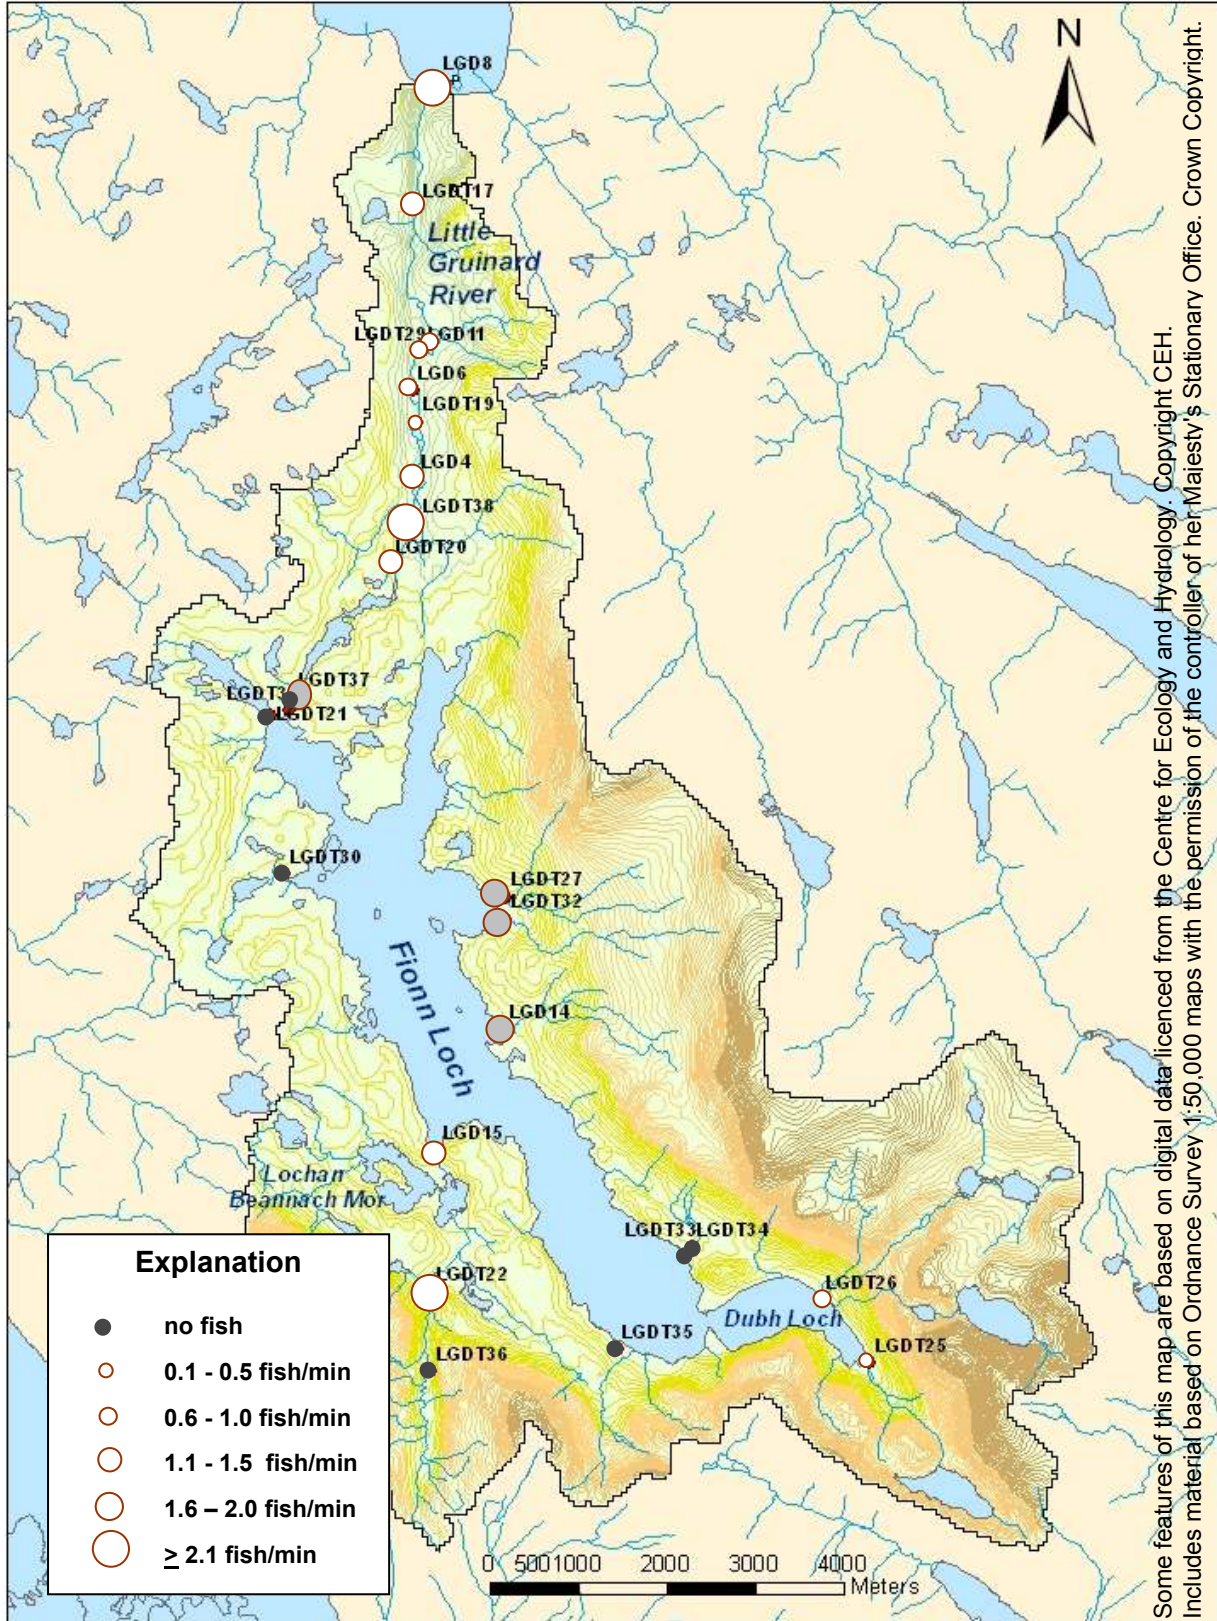 N
LGD8
P
LGDT17
Little
Gruinard
River
LGDT29
LGD11
LGD6
LGDT19
LGD4
LGDT38
LGDT20
LGDT37
LGDT3
LGDT21
LGDT30
LGDT27
LGDT32
Fionn Loch
LGD14
LGD15
Lochan
Beannach Mor
LGDT33
LGDT34
LGDT22
LGDT26
Dubh Loch
LGDT35
LGDT25
LGDT36
Explanation
no fish
0.1 - 0.5 fish/min
0.6 - 1.0 fish/min
1.1 - 1.5 fish/min
1.6 – 2.0 fish/min
≥ 2.1 fish/min
0 500 1000 2000 3000 4000
Meters
Some features of this map are based on digital data licenced from the Centre for Ecology and Hydrology. Copyright CEH.
Includes material based on Ordnance Survey 1:50,000 maps with the permission of the controller of her Majesty's Stationary Office. Crown Copyright.